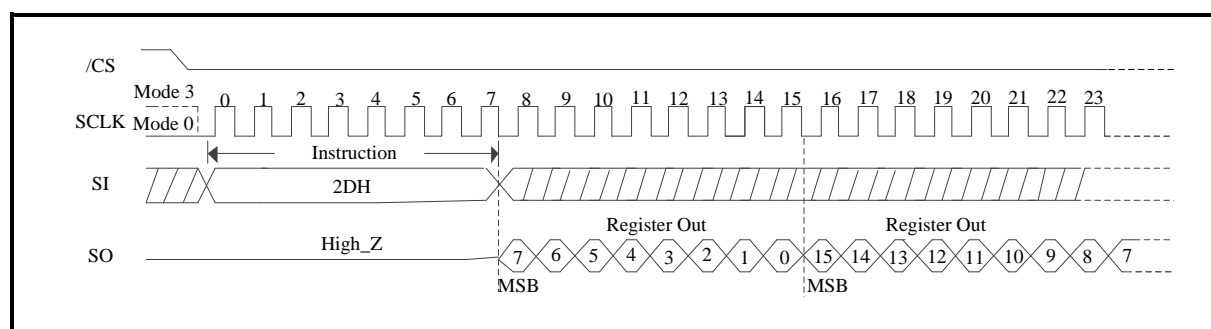 /CS
Mode 3
SCLK Mode 0
0 1 2 3 4 5 6 7 8 9 10 11 12 13 14 15 16 17 18 19 20 21 22 23
Instruction
SI
2DH
Register Out Register Out
SO
High_Z
7 6 5 4 3 2 1 0 15 14 13 12 11 10 9 8 7
MSB MSB